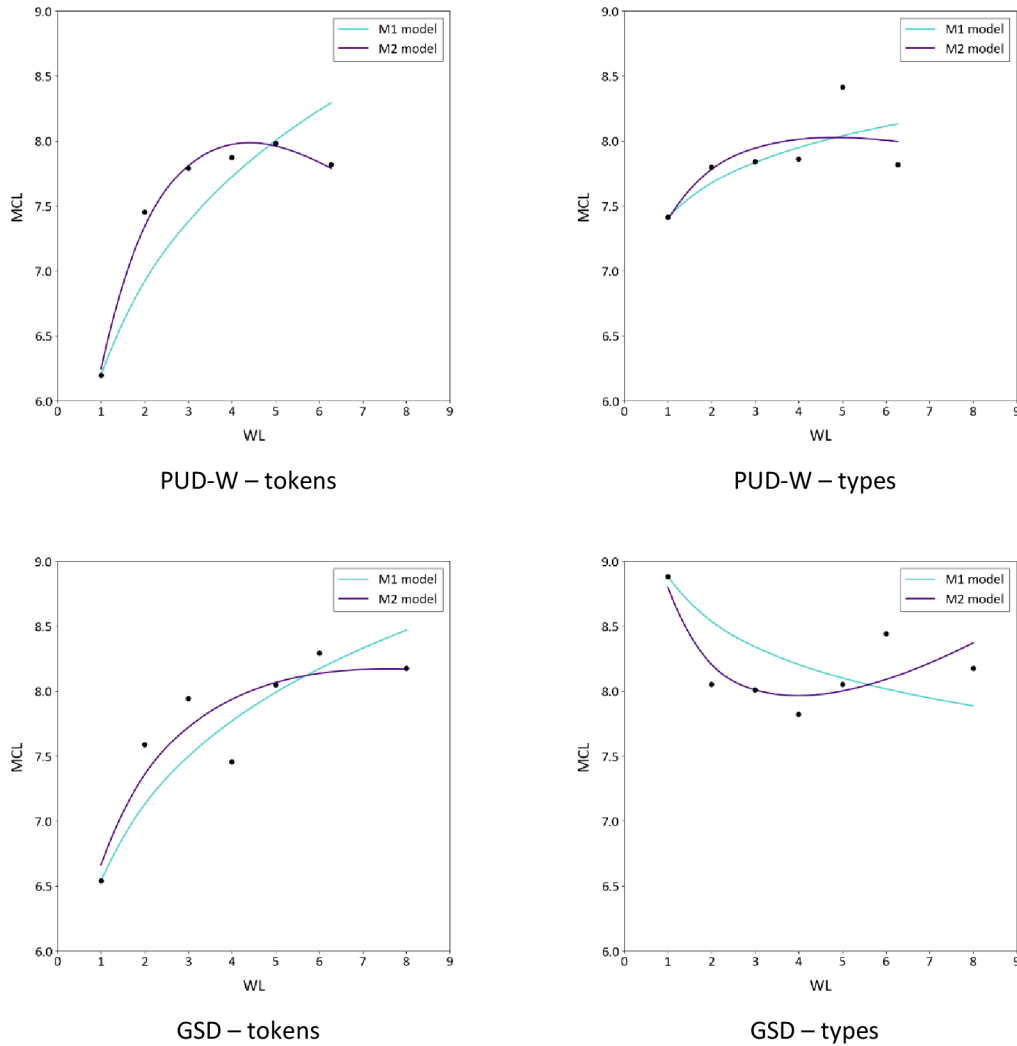 9.0
8.5
8.0
7.5
7.0
6.5
6.0
MCL
0 1 2 3 4 5 6 7 8 9
WL
M1 model
M2 model
PUD-W – tokens
9.0
8.5
8.0
7.5
7.0
6.5
6.0
MCL
0 1 2 3 4 5 6 7 8 9
WL
M1 model
M2 model
PUD-W – types
9.0
8.5
8.0
7.5
7.0
6.5
6.0
MCL
0 1 2 3 4 5 6 7 8 9
WL
M1 model
M2 model
GSD – tokens
9.0
8.5
8.0
7.5
7.0
6.5
6.0
MCL
0 1 2 3 4 5 6 7 8 9
WL
M1 model
M2 model
GSD – types